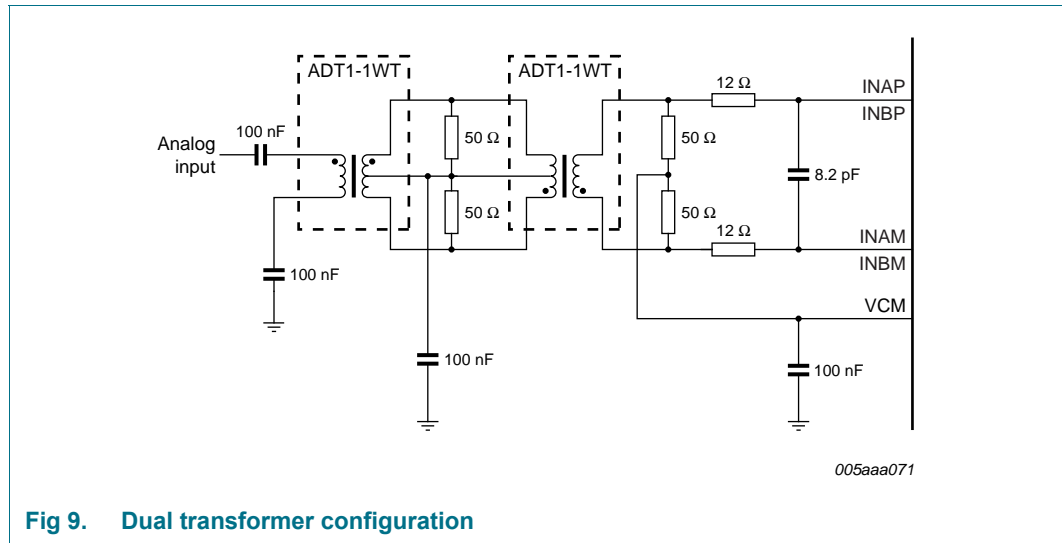 ADT1-1WT
ADT1-1WT
12 Ω
INAP
INBP
100 nF
Analog
input
50 Ω
50 Ω
8.2 pF
50 Ω
50 Ω
12 Ω
INAM
INBM
100 nF
VCM
100 nF
100 nF
005aaa071
Fig 9. Dual transformer configuration